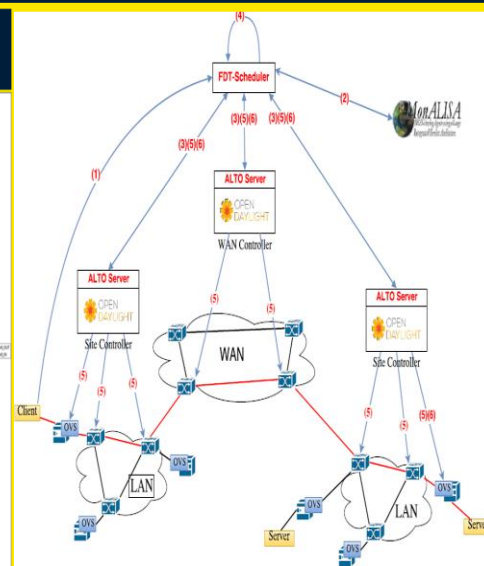 (4)
FDT-Scheduler
(2)
MonALISA
(1)
(3)(5)(6)
(3)(5)(6)
(3)(5)(6)
ALTO Server
OPEN
DAYLIGHT
WAN Controller
ALTO Server
OPEN
DAYLIGHT
Site Controller
ALTO Server
OPEN
DAYLIGHT
Site Controller
(5)
(5)
WAN
(5)
(5)
(5)
(5)
(5)
(5)(6)
Client
OVS
OVS
LAN
OVS
OVS
OVS
LAN
Server
Server
OVS